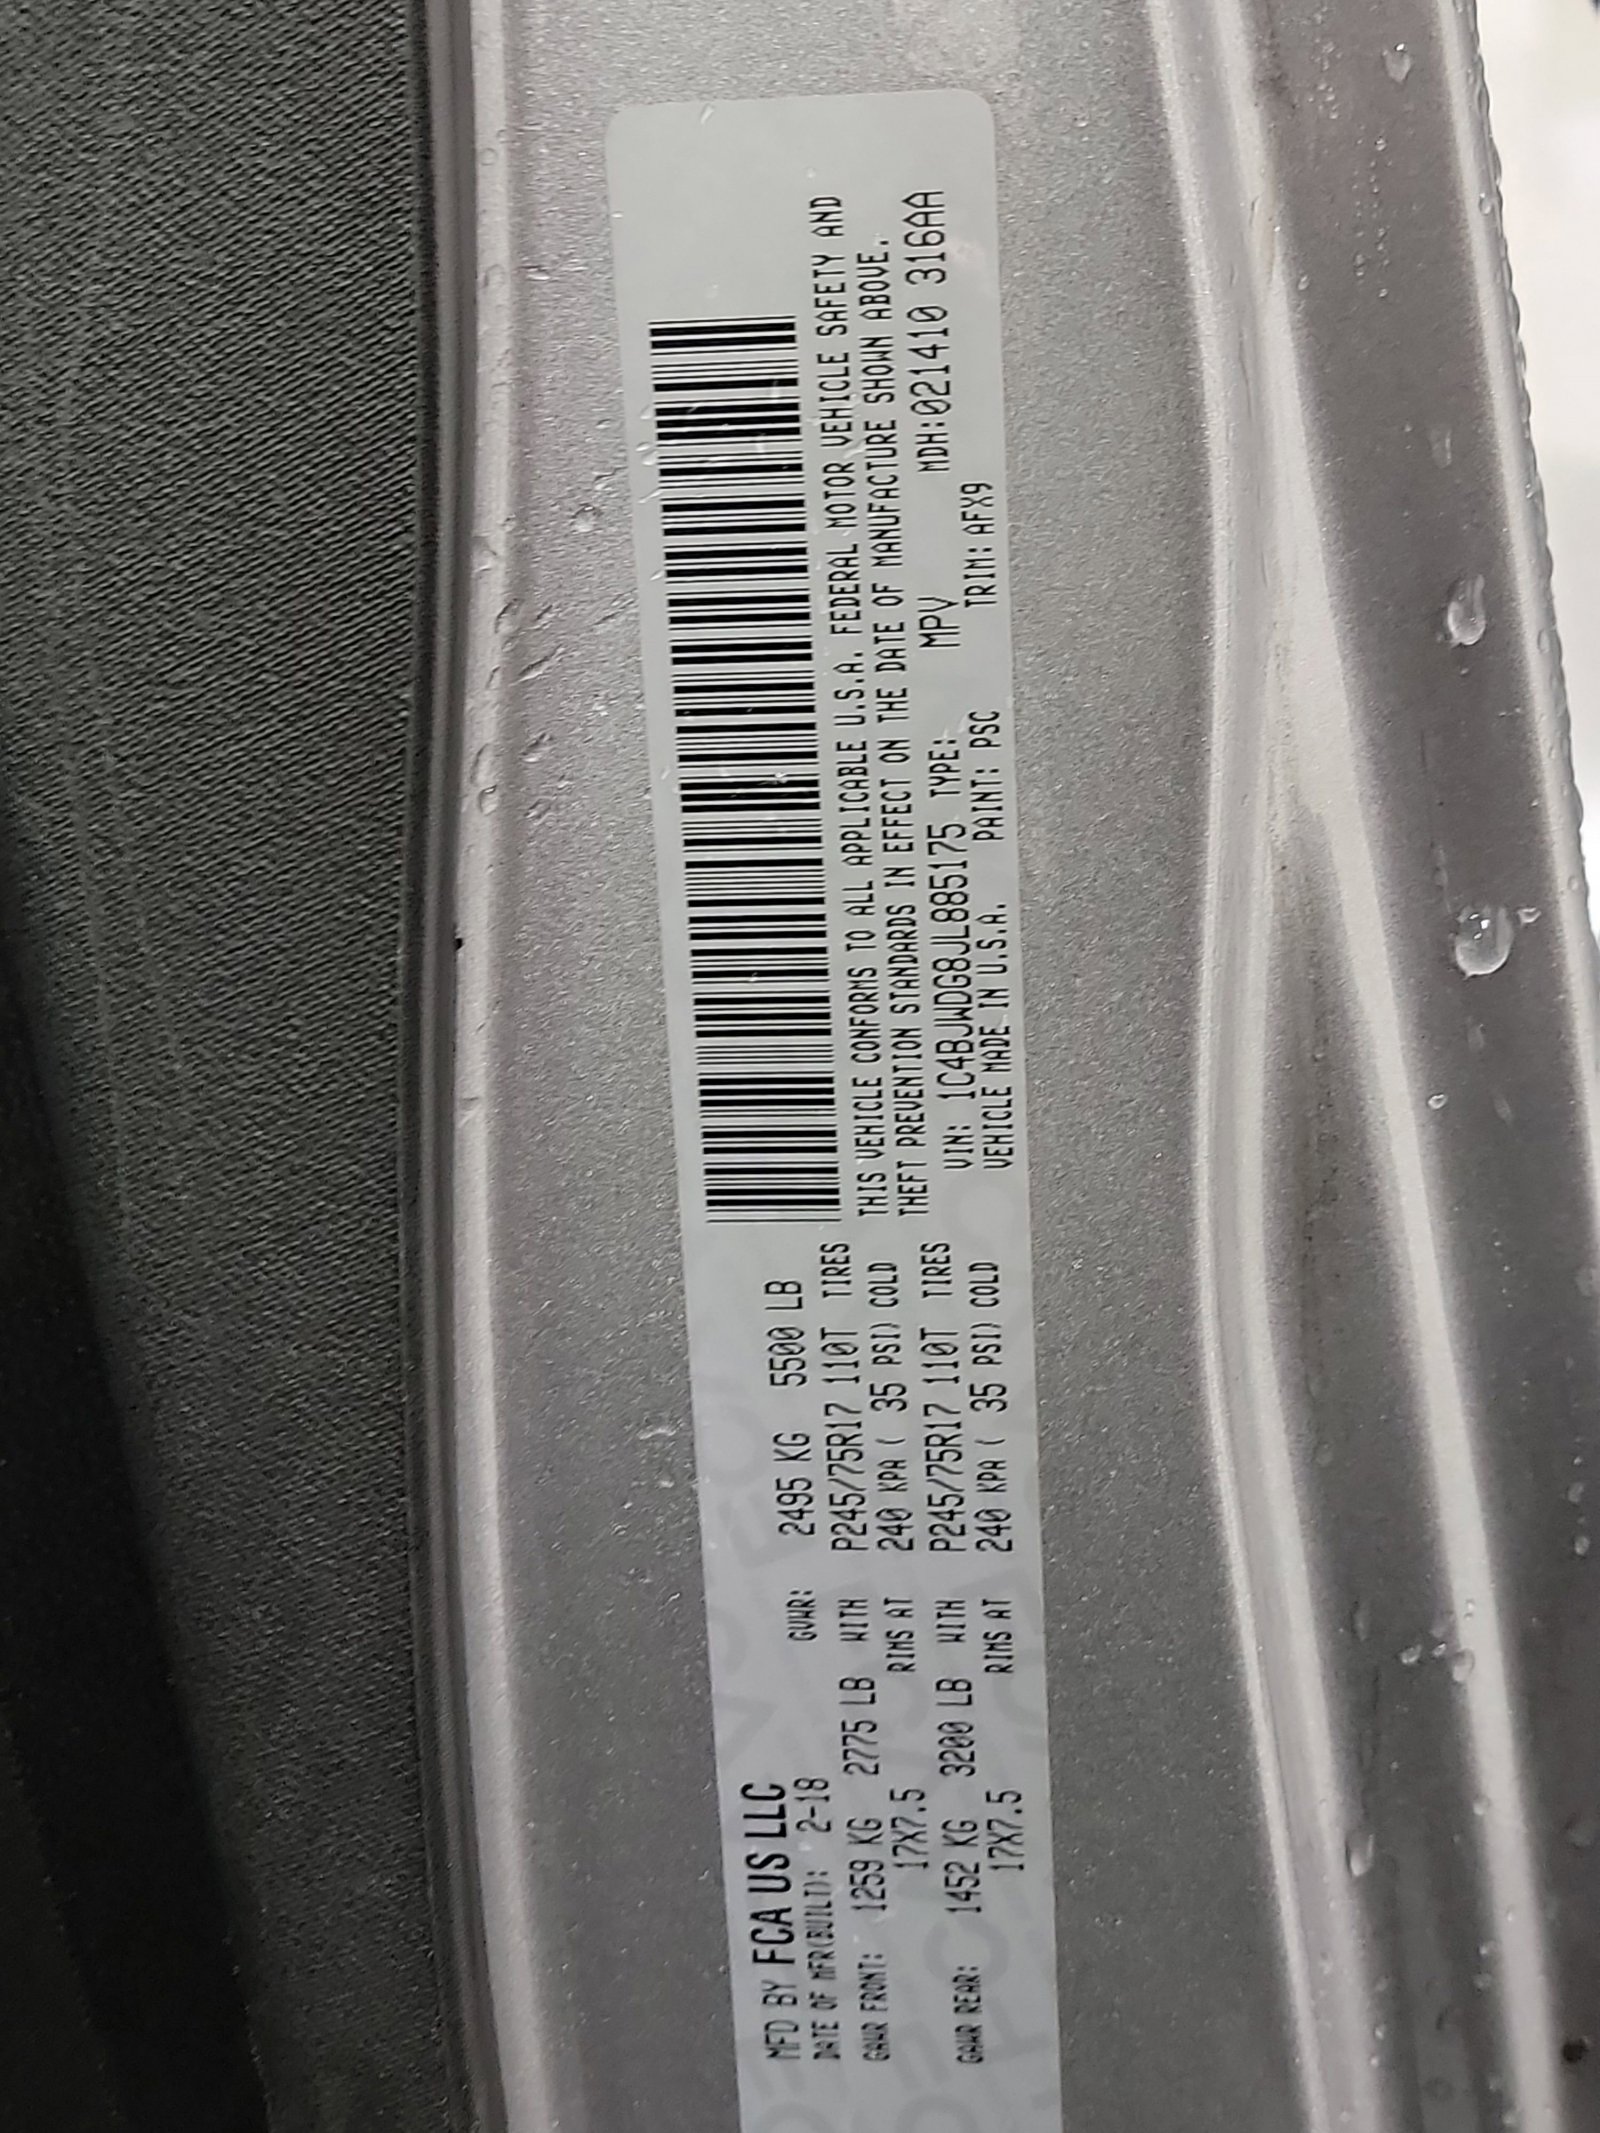 MFD BY FCA US LLC
DATE OF MFR(BUILT): 2-18 GVWR: 2495 KG 5500 LB
GAWR FRONT: 1259 KG 2775 LB WITH P245/75R17 110T TIRES
17X7.5 RIMS AT 240 KPA ( 35 PSI) COLD
GAWR REAR: 1452 KG 3200 LB WITH P245/75R17 110T TIRES
17X7.5 RIMS AT 240 KPA ( 35 PSI) COLD
THIS VEHICLE CONFORMS TO ALL APPLICABLE U.S.A. FEDERAL MOTOR VEHICLE SAFETY AND
THEFT PREVENTION STANDARDS IN EFFECT ON THE DATE OF MANUFACTURE SHOWN ABOVE.
VIN: 1C4BJWDG8JL885175 TYPE: MPV MDH:021410 316AA
VEHICLE MADE IN U.S.A. PAINT: PSC TRIM: AFX9